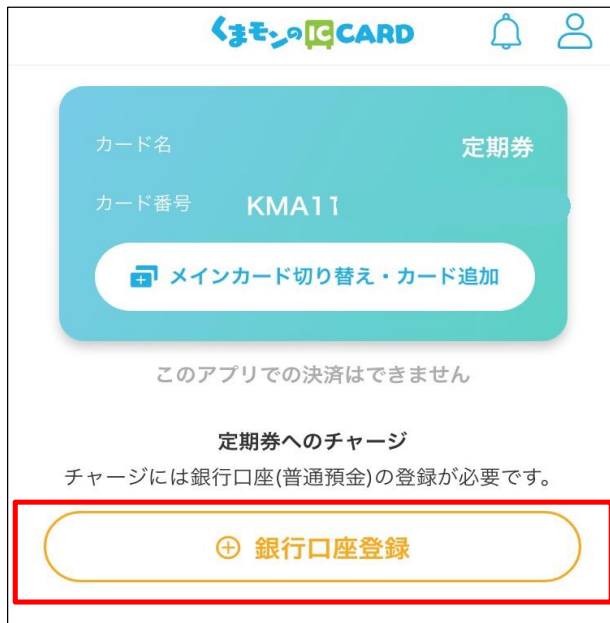 くまモンのIC CARD
カード名 定期券
カード番号 KMA11
メインカード切り替え・カード追加
このアプリでの決済はできません
定期券へのチャージ
チャージには銀行口座(普通預金)の登録が必要です。
銀行口座登録